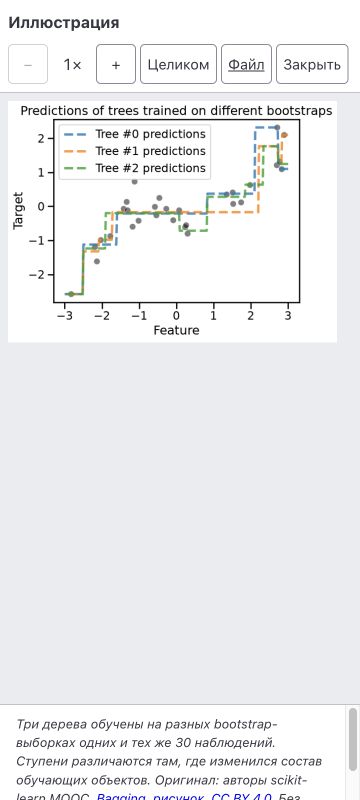 Иллюстрация
− 1× + Целиком Файл Закрыть
Predictions of trees trained on different bootstraps
Tree #0 predictions
Tree #1 predictions
Tree #2 predictions
Target
2
1
0
−1
−2
−3 −2 −1 0 1 2 3
Feature
Три дерева обучены на разных bootstrap-
выборках одних и тех же 30 наблюдений.
Ступени различаются там, где изменился состав
обучающих объектов. Оригинал: авторы scikit-
learn MOOC, Bagging, рисунок, CC BY 4.0. Без